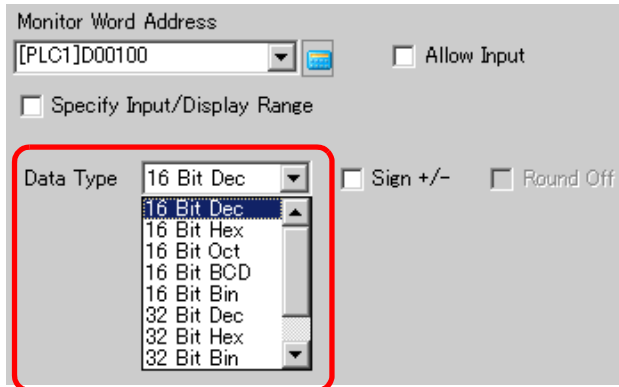 Monitor Word Address
[PLC1]D00100
Allow Input
Specify Input/Display Range
Data Type 16 Bit Dec Sign +/- Round Off
16 Bit Dec
16 Bit Hex
16 Bit Oct
16 Bit BCD
16 Bit Bin
32 Bit Dec
32 Bit Hex
32 Bit Bin